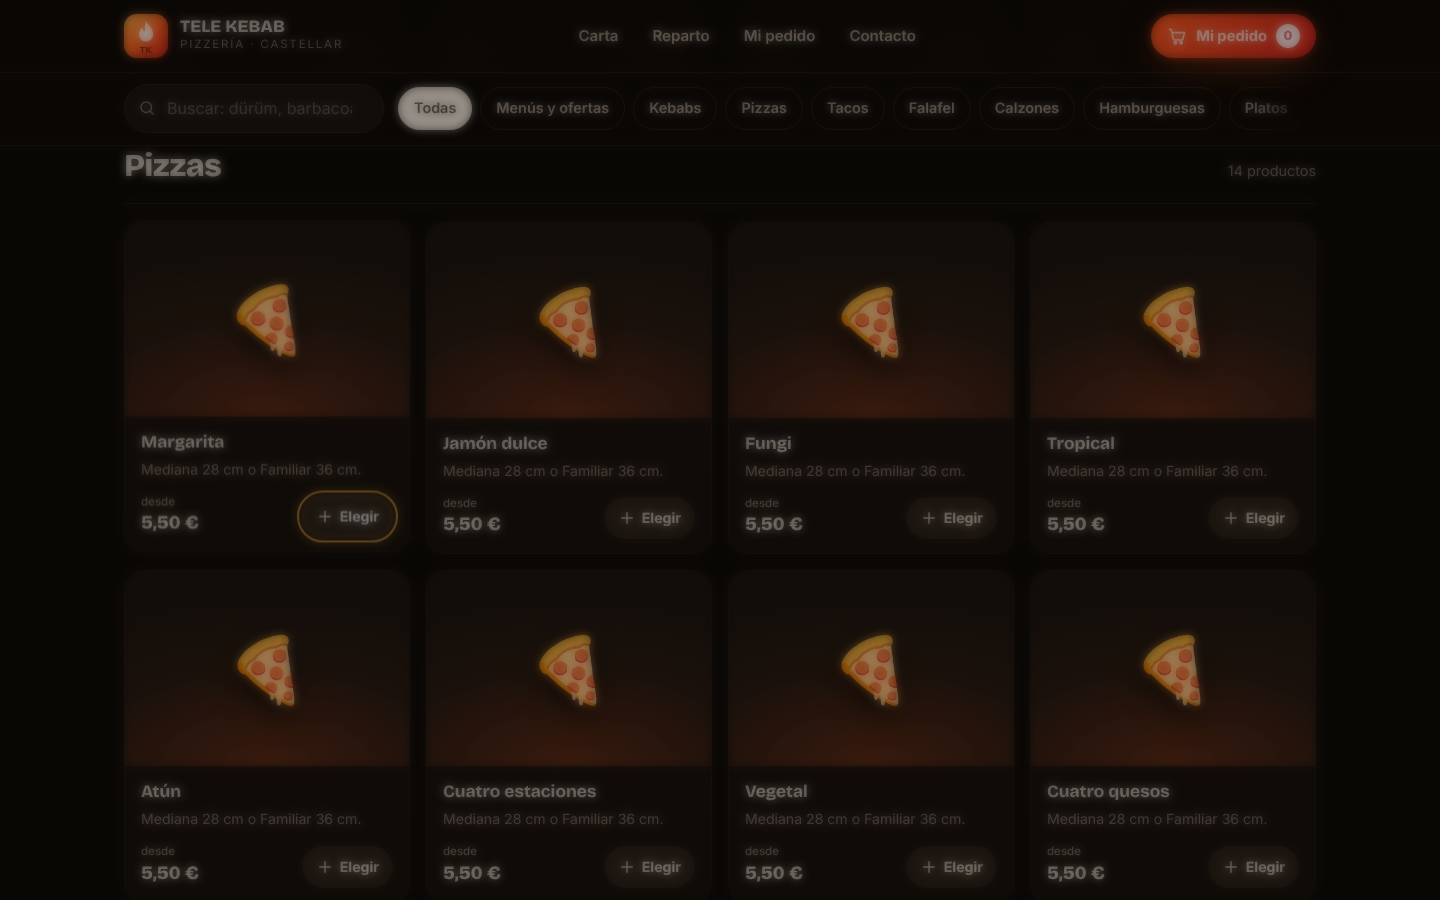 TELE KEBAB
PIZZERÍA · CASTELLAR
TK
Carta
Reparto
Mi pedido
Contacto
Mi pedido 0
Buscar: dürüm, barbacoa
Todas
Menús y ofertas
Kebabs
Pizzas
Tacos
Falafel
Calzones
Hamburguesas
Platos
Pizzas
14 productos
Margarita
Mediana 28 cm o Familiar 36 cm.
desde
5,50 €
+ Elegir
Jamón dulce
Mediana 28 cm o Familiar 36 cm.
desde
5,50 €
+ Elegir
Fungi
Mediana 28 cm o Familiar 36 cm.
desde
5,50 €
+ Elegir
Tropical
Mediana 28 cm o Familiar 36 cm.
desde
5,50 €
+ Elegir
Atún
Mediana 28 cm o Familiar 36 cm.
desde
5,50 €
+ Elegir
Cuatro estaciones
Mediana 28 cm o Familiar 36 cm.
desde
5,50 €
+ Elegir
Vegetal
Mediana 28 cm o Familiar 36 cm.
desde
5,50 €
+ Elegir
Cuatro quesos
Mediana 28 cm o Familiar 36 cm.
desde
5,50 €
+ Elegir